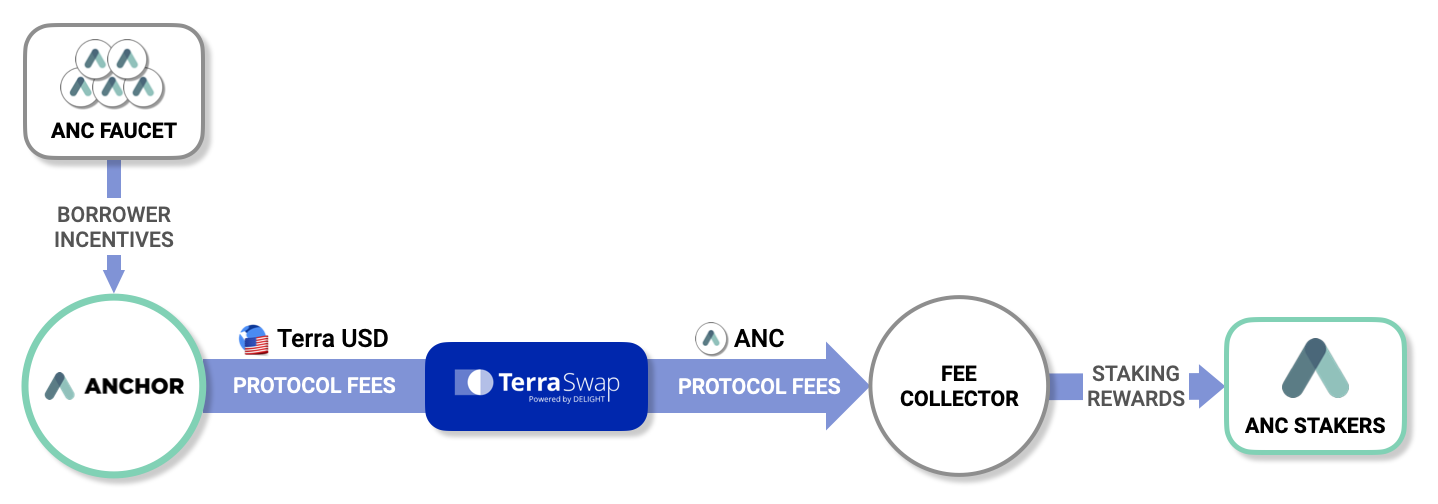 ANC FAUCET
BORROWER
INCENTIVES
ANCHOR
Terra USD
PROTOCOL FEES
TerraSwap
Powered by DELIGHT
ANC
PROTOCOL FEES
FEE
COLLECTOR
STAKING
REWARDS
ANC STAKERS